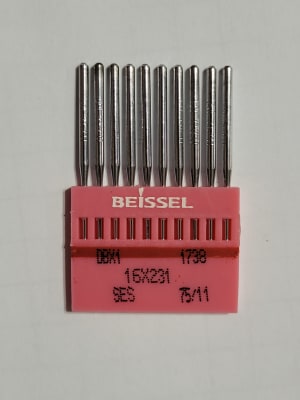 BEISSEL
DBX1 1738
16X231
SES 75/11